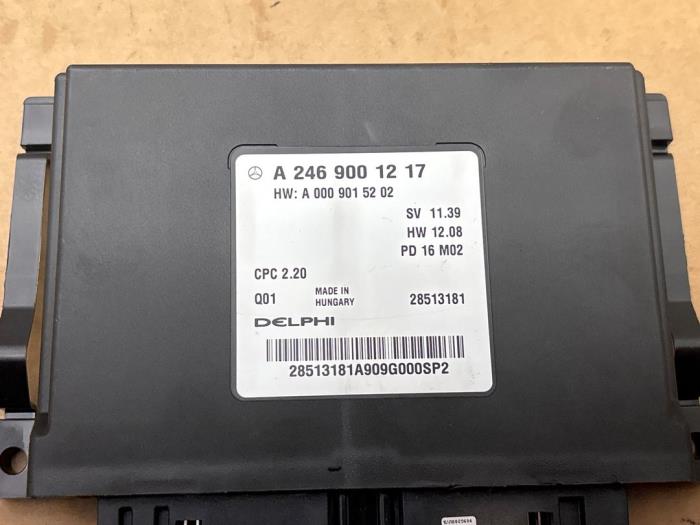 A 246 900 12 17
HW: A 000 901 52 02
SV 11.39
HW 12.08
PD 16 M02
CPC 2.20
Q01 MADE IN HUNGARY 28513181
DELPHI
28513181A909G000SP2